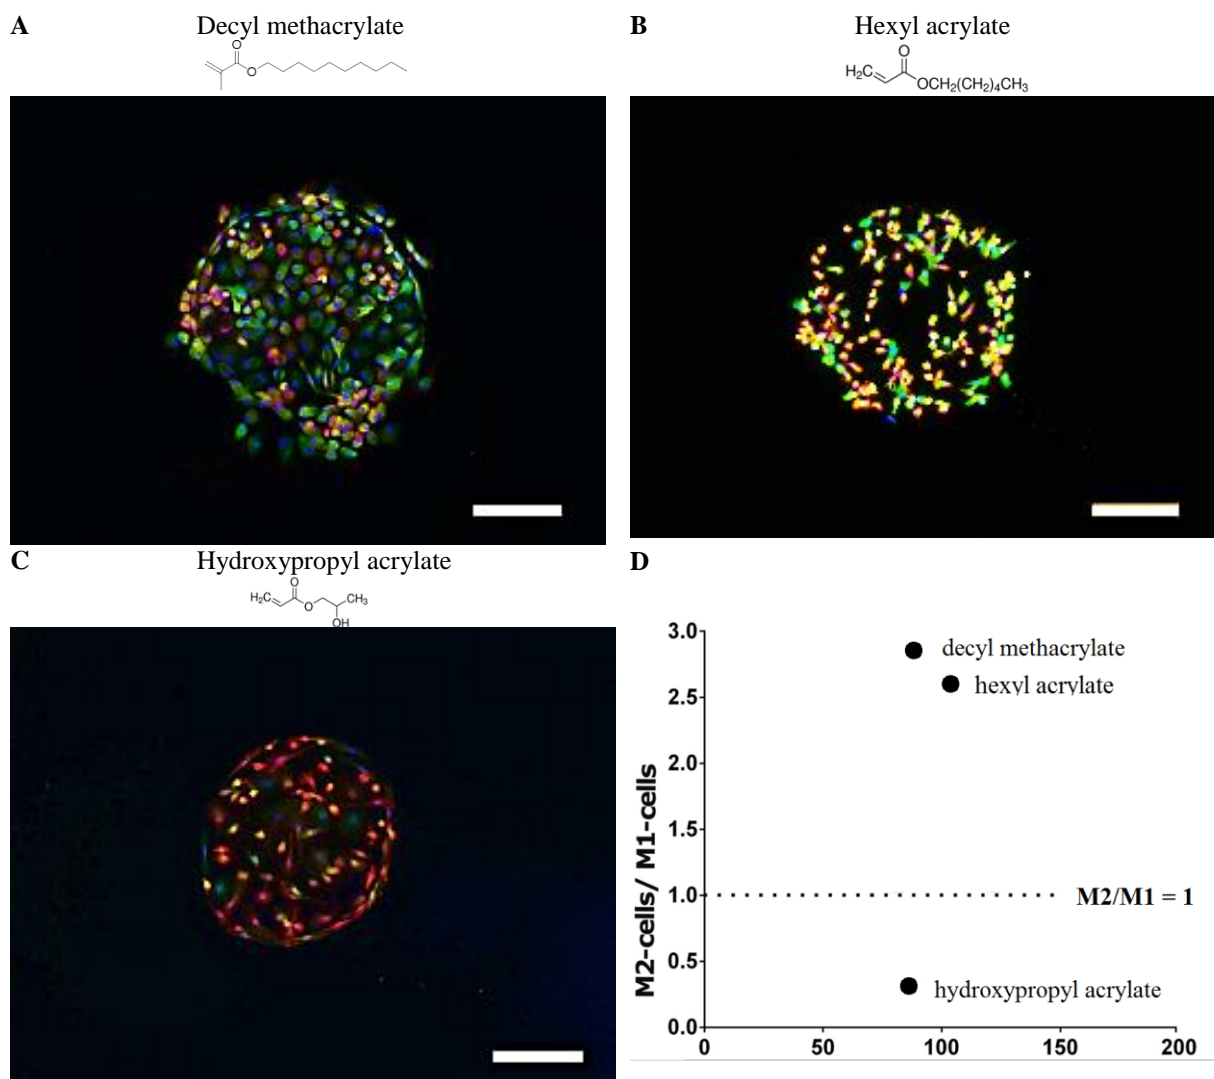 A
Decyl methacrylate
O
O
B
Hexyl acrylate
O
H₂C
OCH₂(CH₂)₄CH₃
C
Hydroxypropyl acrylate
O
H₂C
O
CH₃
OH
D
M2-cells/ M1-cells
3.0
decyl methacrylate
hexyl acrylate
2.5
2.0
1.5
1.0
M2/M1 = 1
0.5
hydroxypropyl acrylate
0.0
0 50 100 150 200